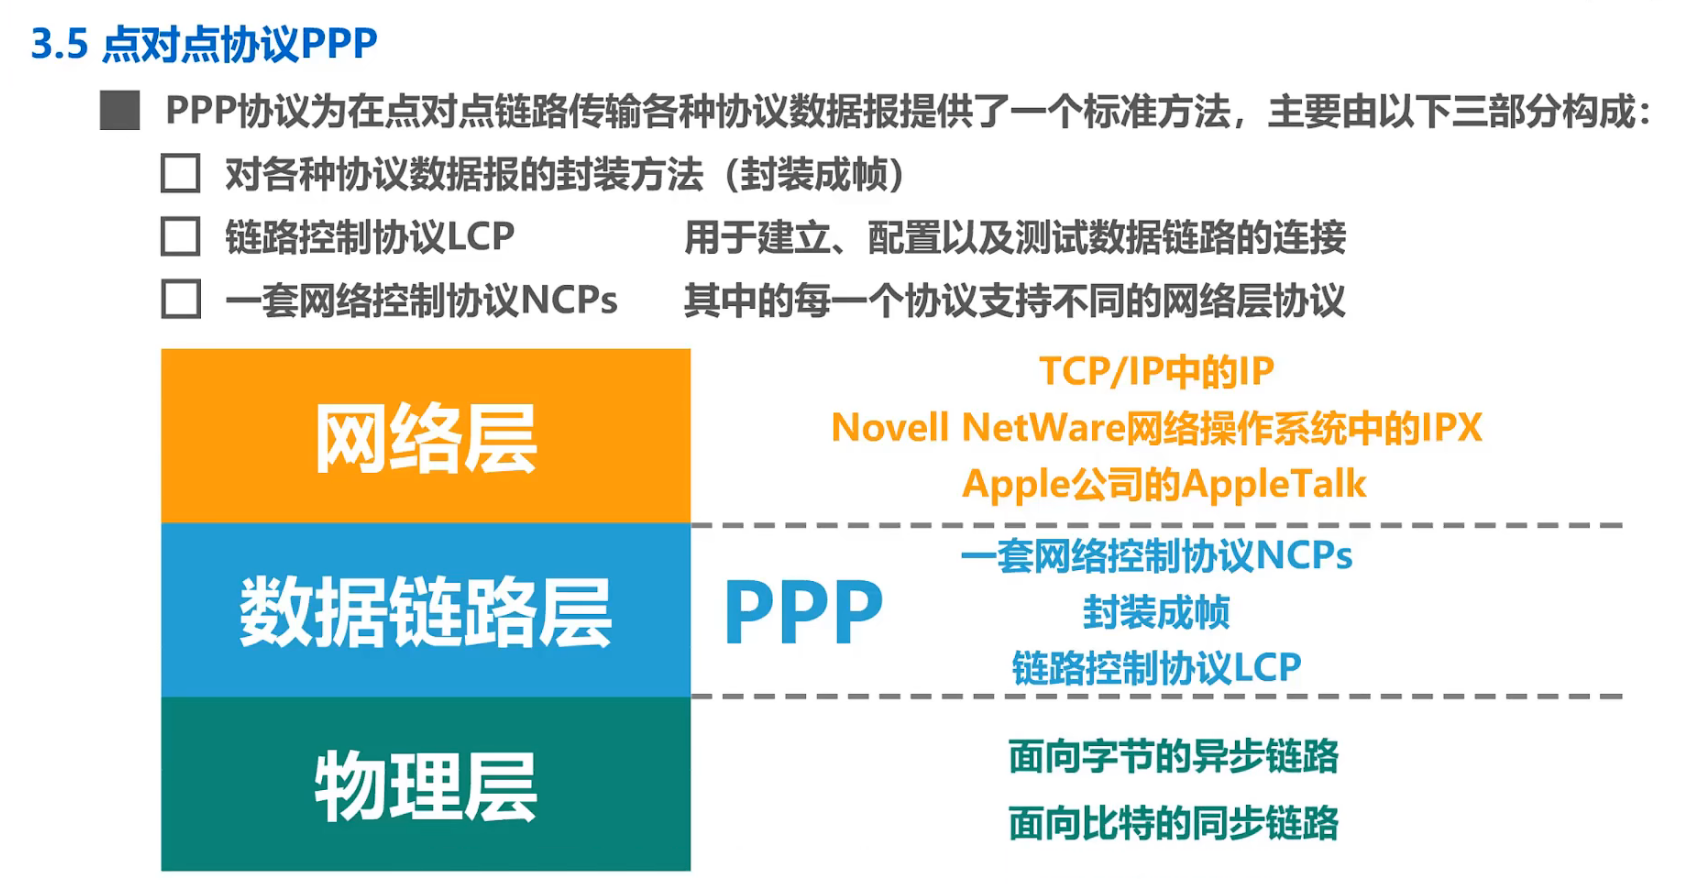 3.5 点对点协议PPP
PPP协议为在点对点链路传输各种协议数据报提供了一个标准方法，主要由以下三部分构成：
对各种协议数据报的封装方法（封装成帧）
链路控制协议LCP 用于建立、配置以及测试数据链路的连接
一套网络控制协议NCPs 其中的每一个协议支持不同的网络层协议
网络层
TCP/IP中的IP
Novell NetWare网络操作系统中的IPX
Apple公司的AppleTalk
数据链路层
PPP
一套网络控制协议NCPs
封装成帧
链路控制协议LCP
物理层
面向字节的异步链路
面向比特的同步链路